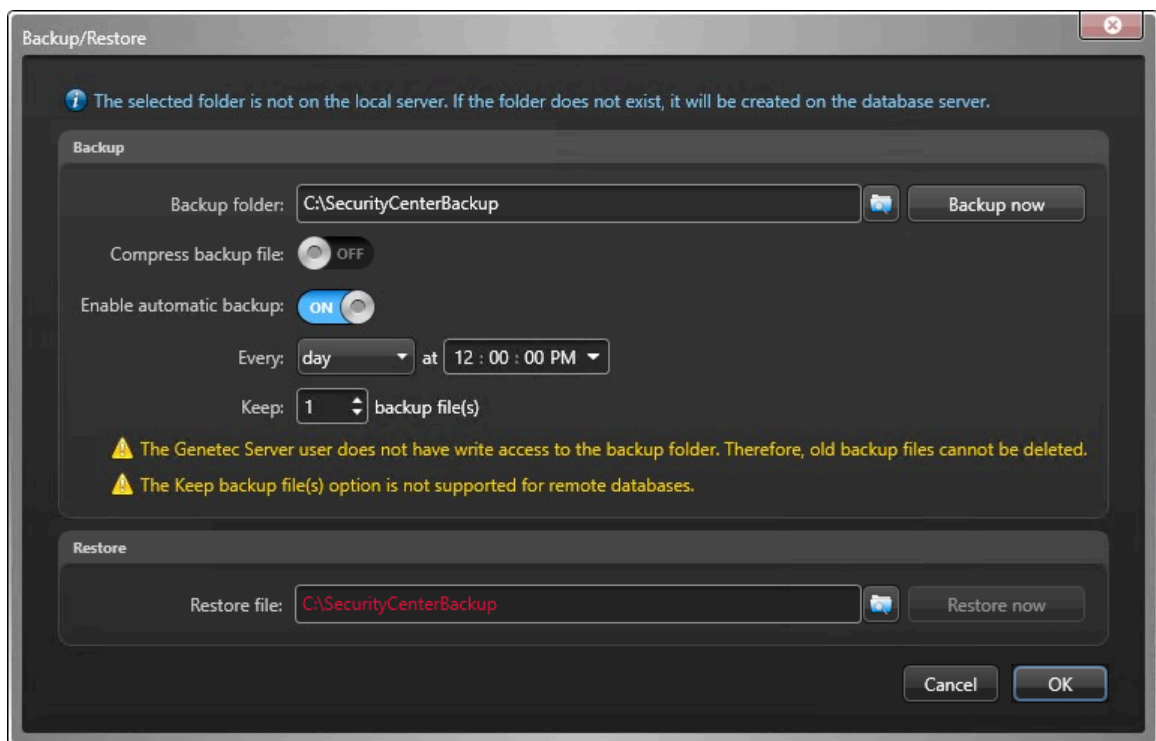 Backup/Restore
The selected folder is not on the local server. If the folder does not exist, it will be created on the database server.
Backup
Backup folder: C:\SecurityCenterBackup Backup now
Compress backup file: OFF
Enable automatic backup: ON
Every: day at 12 : 00 : 00 PM
Keep: 1 backup file(s)
The Genetec Server user does not have write access to the backup folder. Therefore, old backup files cannot be deleted.
The Keep backup file(s) option is not supported for remote databases.
Restore
Restore file: C:\SecurityCenterBackup Restore now
Cancel OK